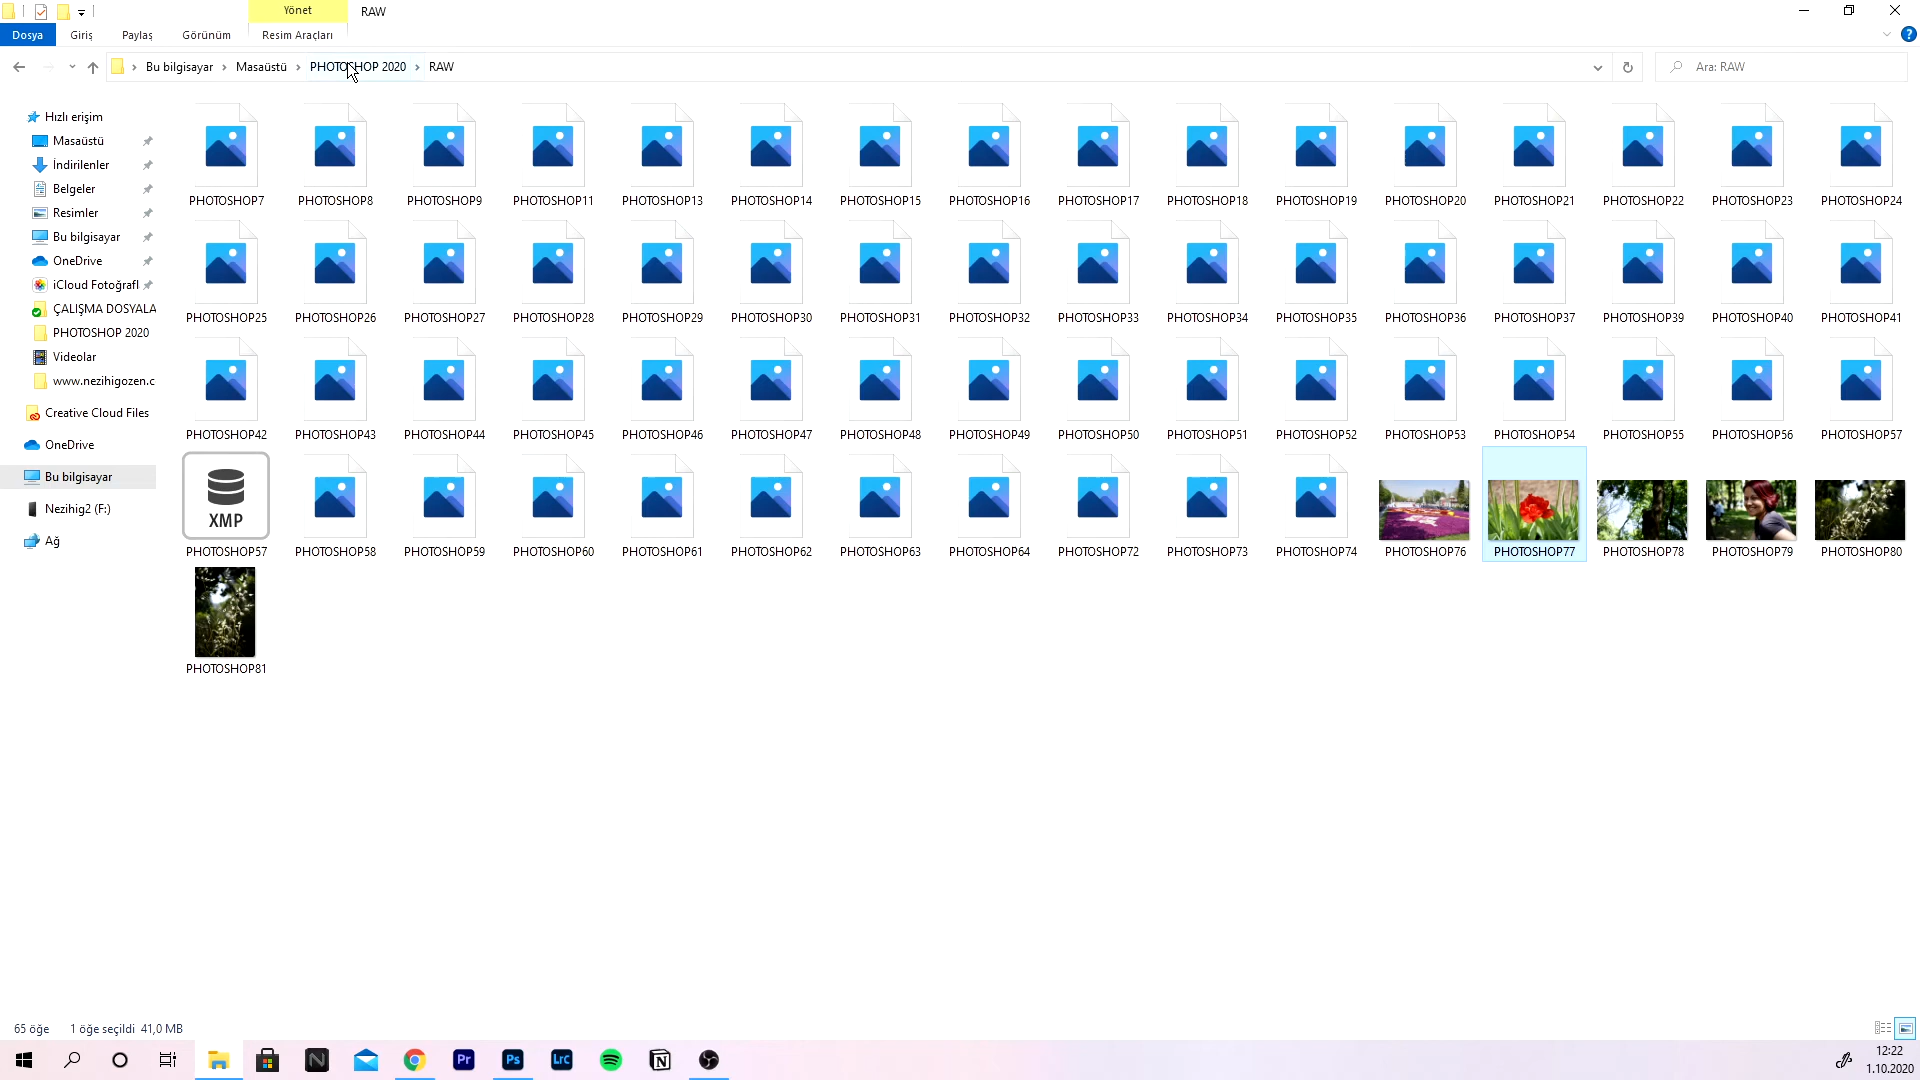 Yönet
RAW
Dosya
Giriş
Paylaş
Görünüm
Resim Araçları
Bu bilgisayar
Masaüstü
PHOTOSHOP 2020
RAW
Ara: RAW
Hızlı erişim
Masaüstü
İndirilenler
Belgeler
Resimler
Bu bilgisayar
OneDrive
iCloud Fotoğrafl
ÇALIŞMA DOSYALA
PHOTOSHOP 2020
Videolar
www.nezihigozen.c
Creative Cloud Files
OneDrive
Bu bilgisayar
Nezihig2 (F:)
Ağ
PHOTOSHOP7
PHOTOSHOP8
PHOTOSHOP9
PHOTOSHOP11
PHOTOSHOP13
PHOTOSHOP14
PHOTOSHOP15
PHOTOSHOP16
PHOTOSHOP17
PHOTOSHOP18
PHOTOSHOP19
PHOTOSHOP20
PHOTOSHOP21
PHOTOSHOP22
PHOTOSHOP23
PHOTOSHOP24
PHOTOSHOP25
PHOTOSHOP26
PHOTOSHOP27
PHOTOSHOP28
PHOTOSHOP29
PHOTOSHOP30
PHOTOSHOP31
PHOTOSHOP32
PHOTOSHOP33
PHOTOSHOP34
PHOTOSHOP35
PHOTOSHOP36
PHOTOSHOP37
PHOTOSHOP39
PHOTOSHOP40
PHOTOSHOP41
PHOTOSHOP42
PHOTOSHOP43
PHOTOSHOP44
PHOTOSHOP45
PHOTOSHOP46
PHOTOSHOP47
PHOTOSHOP48
PHOTOSHOP49
PHOTOSHOP50
PHOTOSHOP51
PHOTOSHOP52
PHOTOSHOP53
PHOTOSHOP54
PHOTOSHOP55
PHOTOSHOP56
PHOTOSHOP57
XMP
PHOTOSHOP57
PHOTOSHOP58
PHOTOSHOP59
PHOTOSHOP60
PHOTOSHOP61
PHOTOSHOP62
PHOTOSHOP63
PHOTOSHOP64
PHOTOSHOP72
PHOTOSHOP73
PHOTOSHOP74
PHOTOSHOP76
PHOTOSHOP77
PHOTOSHOP78
PHOTOSHOP79
PHOTOSHOP80
PHOTOSHOP81
65 öğe
1 öğe seçildi 41,0 MB
Pr
Ps
Lrc
12:22
1.10.2020